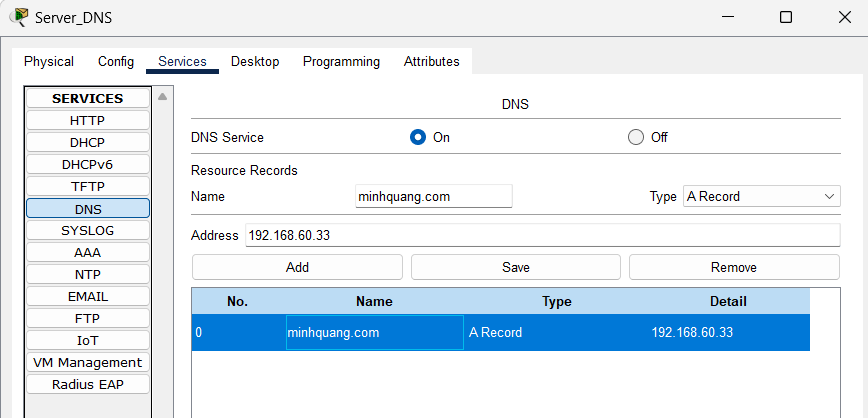 Server_DNS
Physical Config Services Desktop Programming Attributes
SERVICES
HTTP
DHCP
DHCPv6
TFTP
DNS
SYSLOG
AAA
NTP
EMAIL
FTP
IoT
VM Management
Radius EAP
DNS
DNS Service On Off
Resource Records
Name minhquang.com Type A Record
Address 192.168.60.33
Add Save Remove
No. Name Type Detail
0 minhquang.com A Record 192.168.60.33